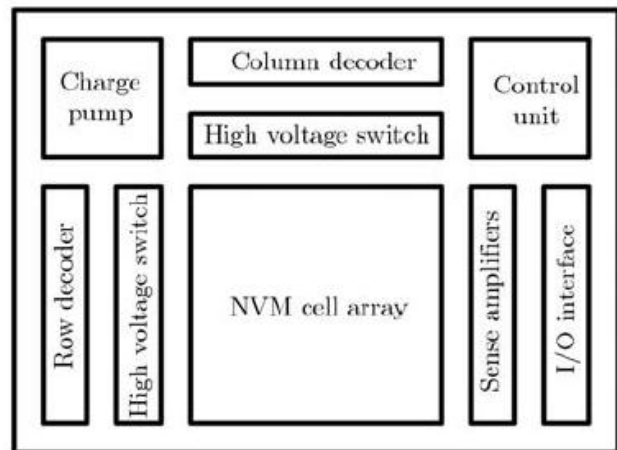 Charge
pump
Column decoder
Control
unit
High voltage switch
Row decoder
High voltage switch
NVM cell array
Sense amplifiers
I/O interface